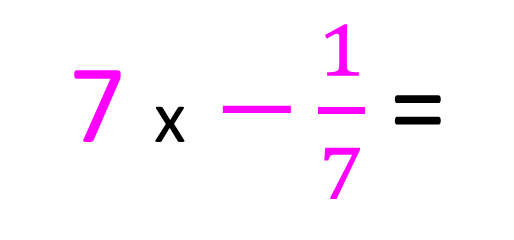 7 x − 1/7 =